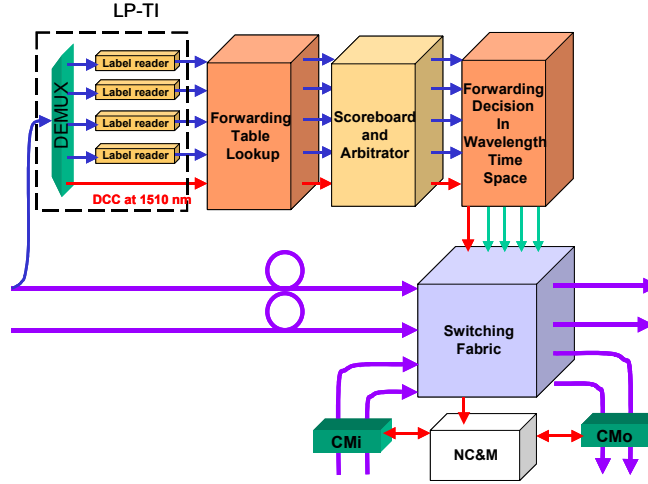 LP-TI
DEMUX
Label reader
Label reader
Label reader
Label reader
DCC at 1510 nm
Forwarding
Table
Lookup
Scoreboard
and
Arbitrator
Forwarding
Decision
In
Wavelength
Time
Space
Switching
Fabric
CMi
NC&M
CMo